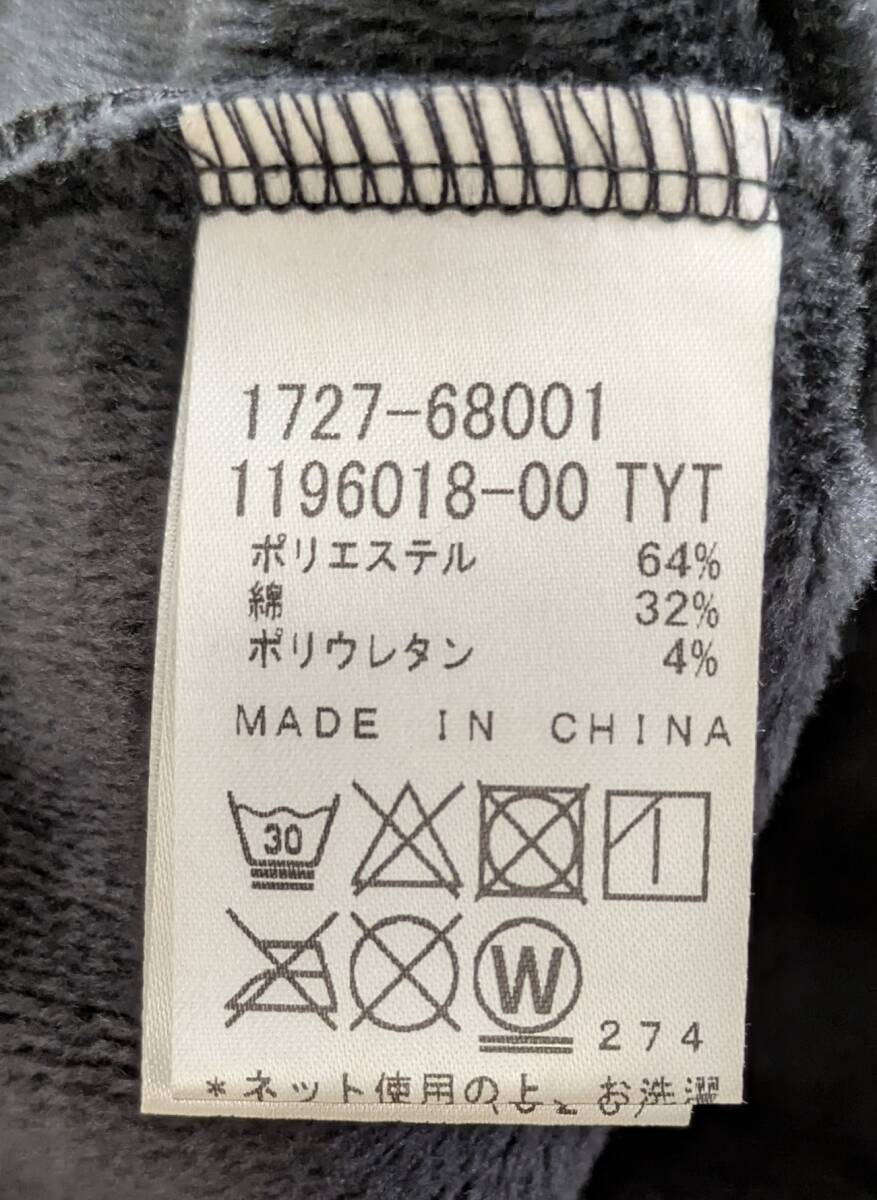 1727-68001
1196018-00 TYT
ポリエステル 64%
綿 32%
ポリウレタン 4%
MADE IN CHINA
30
W
274
*ネット使用の上、お洗濯